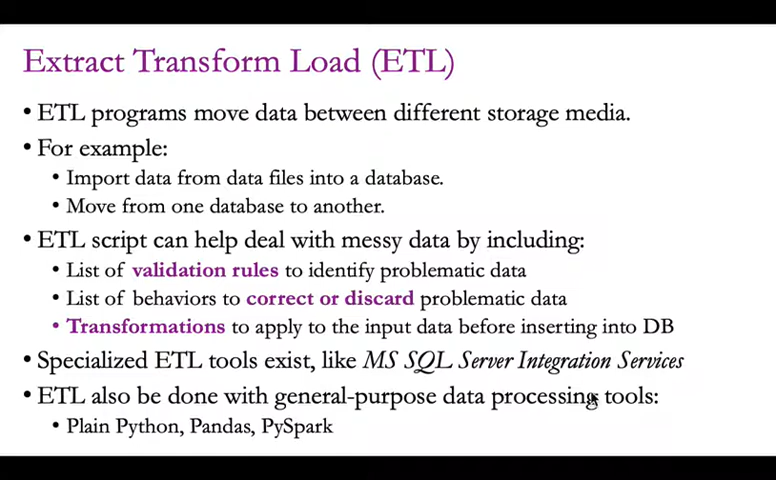 Extract Transform Load (ETL)
• ETL programs move data between different storage media.
• For example:
• Import data from data files into a database.
• Move from one database to another.
• ETL script can help deal with messy data by including:
• List of validation rules to identify problematic data
• List of behaviors to correct or discard problematic data
• Transformations to apply to the input data before inserting into DB
• Specialized ETL tools exist, like MS SQL Server Integration Services
• ETL also be done with general-purpose data processing tools:
• Plain Python, Pandas, PySpark